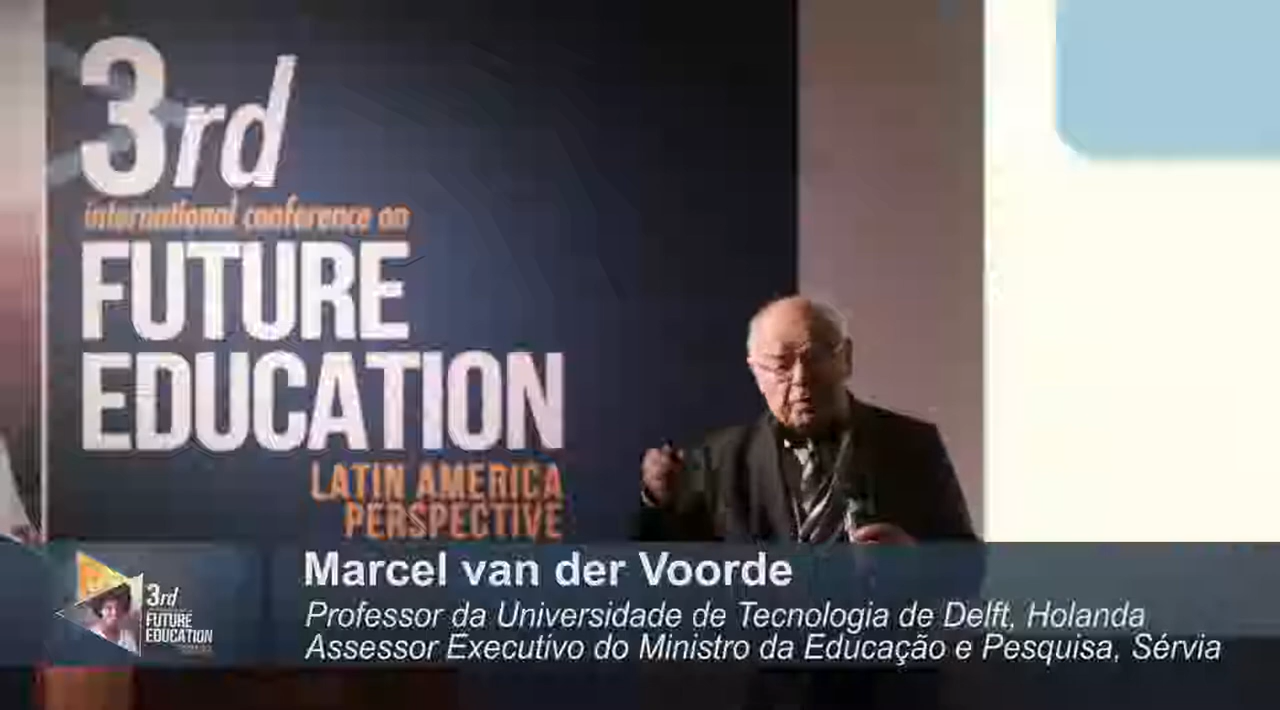 3rd
international conference on
FUTURE
EDUCATION
LATIN AMERICA
PERSPECTIVE
Marcel van der Voorde
Professor da Universidade de Tecnologia de Delft, Holanda
Assessor Executivo do Ministro da Educação e Pesquisa, Sérvia
3rd
FUTURE
EDUCATION